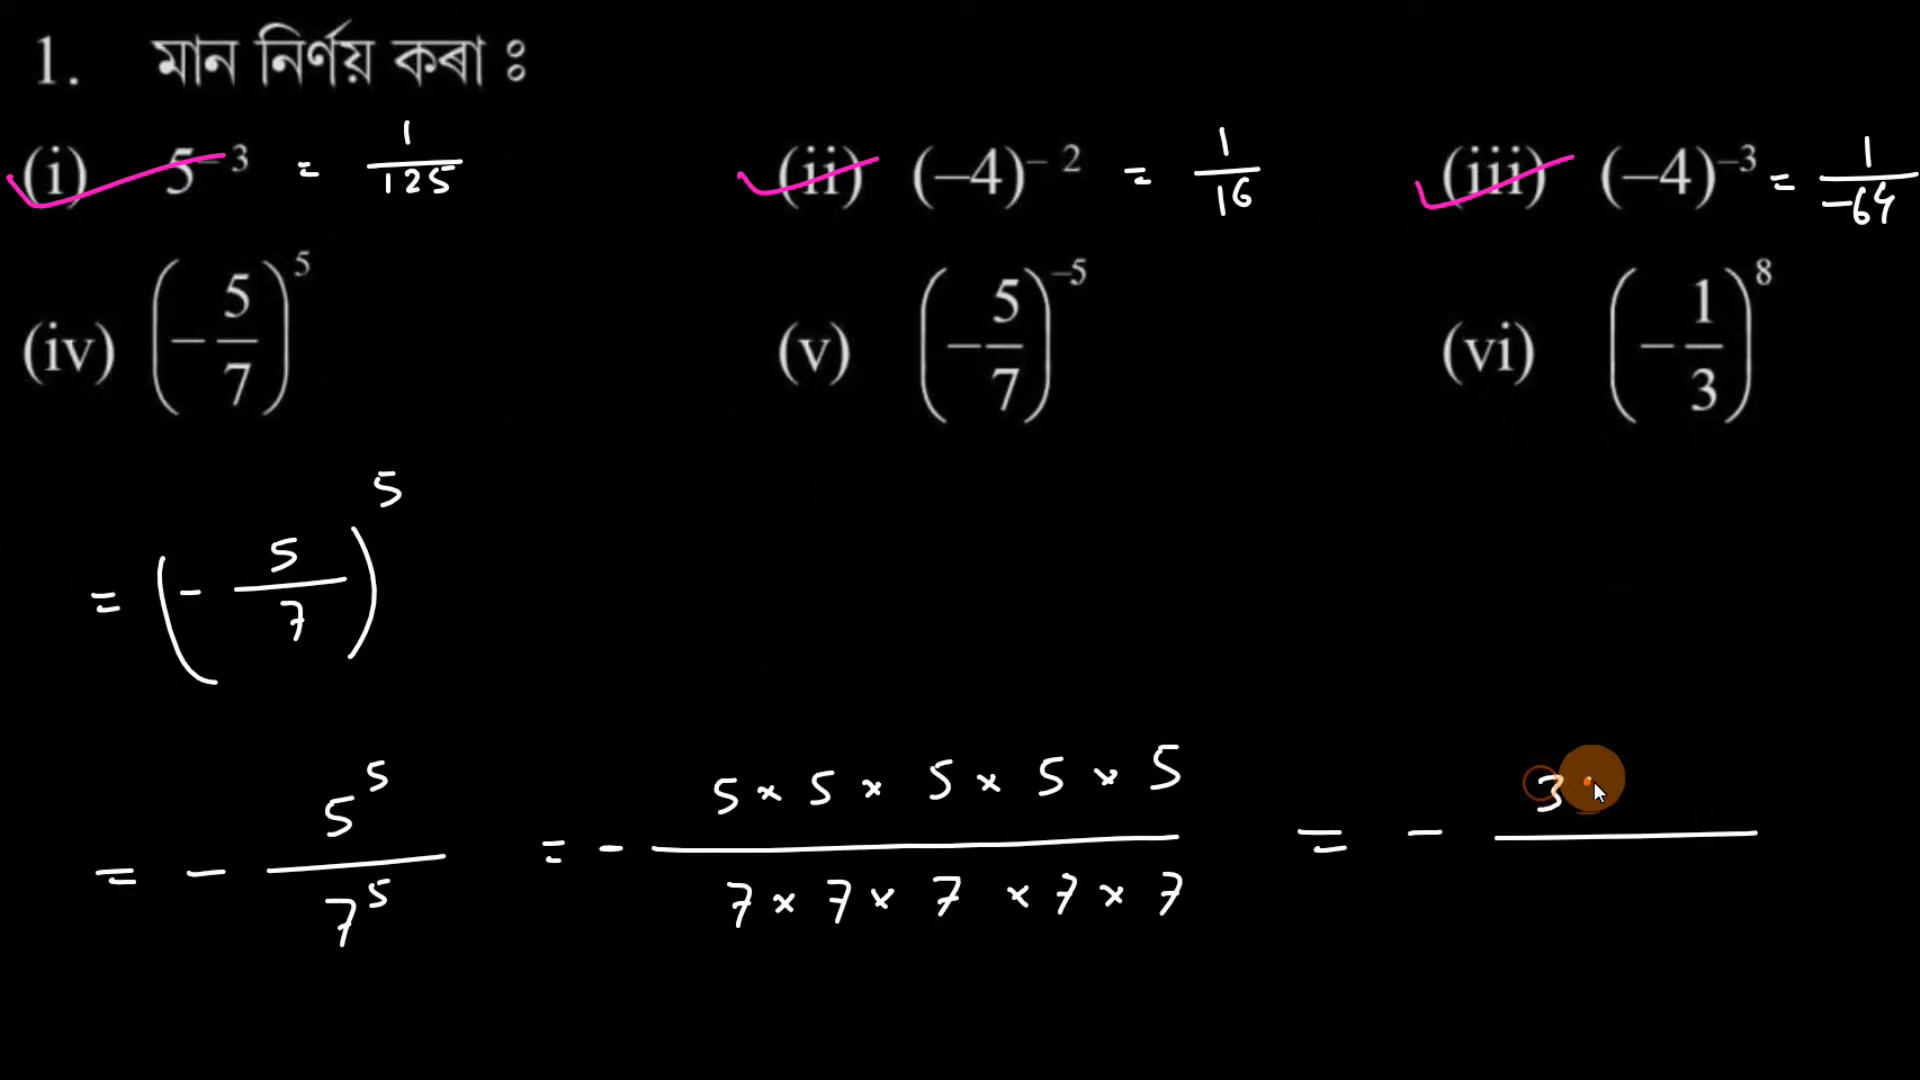 1. মান নিৰ্ণয় কৰা ঃ
(i) 5⁻³ = 1/125 (ii) (–4)⁻² = 1/16 (iii) (–4)⁻³ = 1/-64
(iv) (–5/7)⁵ (v) (–5/7)⁻⁵ (vi) (–1/3)⁸
= (- 5/7)⁵
= - 5⁵/7⁵ = - 5 × 5 × 5 × 5 × 5 / 7 × 7 × 7 × 7 × 7 = - 3